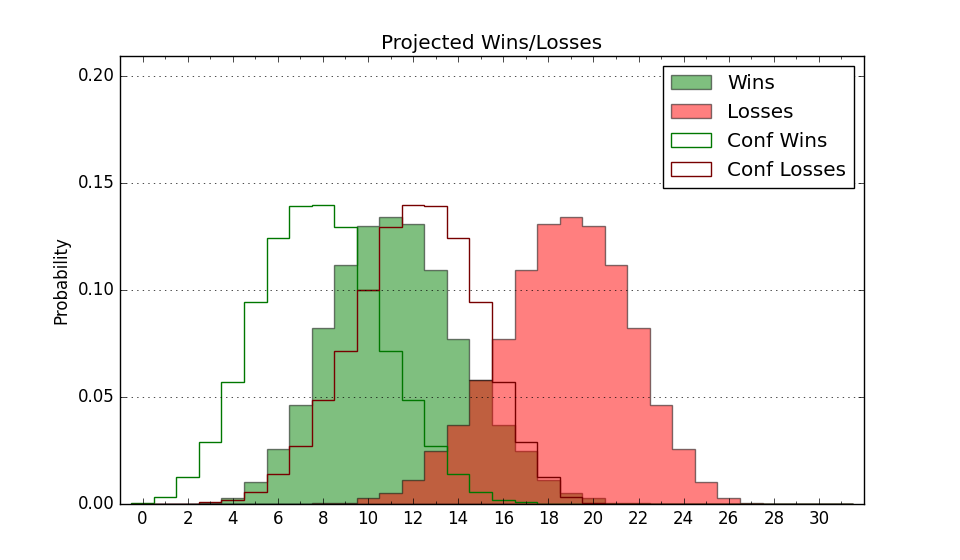 Projected Wins/Losses
0.20
0.15
0.10
0.05
0.00
Probability
Wins
Losses
Conf Wins
Conf Losses
0 2 4 6 8 10 12 14 16 18 20 22 24 26 28 30